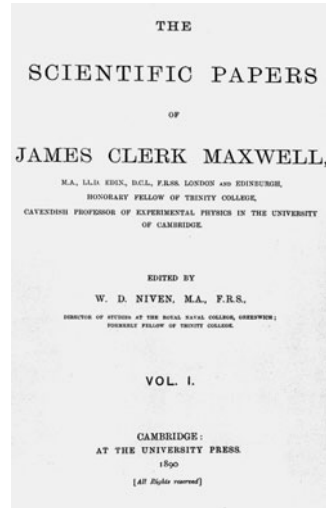 THE
SCIENTIFIC PAPERS
OF
JAMES CLERK MAXWELL,
M.A., LL.D. EDIN., D.C.L., F.R.SS. LONDON AND EDINBURGH,
HONORARY FELLOW OF TRINITY COLLEGE,
CAVENDISH PROFESSOR OF EXPERIMENTAL PHYSICS IN THE UNIVERSITY
OF CAMBRIDGE.
EDITED BY
W. D. NIVEN, M.A., F.R.S.,
DIRECTOR OF STUDIES AT THE ROYAL NAVAL COLLEGE, GREENWICH;
FORMERLY FELLOW OF TRINITY COLLEGE.
VOL. I.
CAMBRIDGE:
AT THE UNIVERSITY PRESS.
1890
[All Rights reserved]